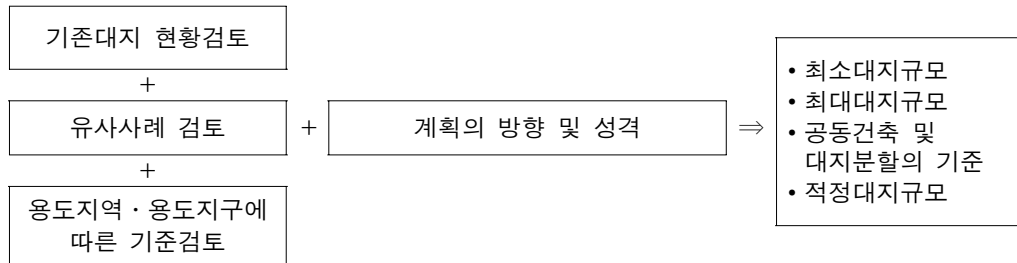 기존대지 현황검토
+
유사사례 검토
+
용도지역·용도지구에
따른 기준검토
+
계획의 방향 및 성격
⇒
• 최소대지규모
• 최대대지규모
• 공동건축 및
대지분할의 기준
• 적정대지규모